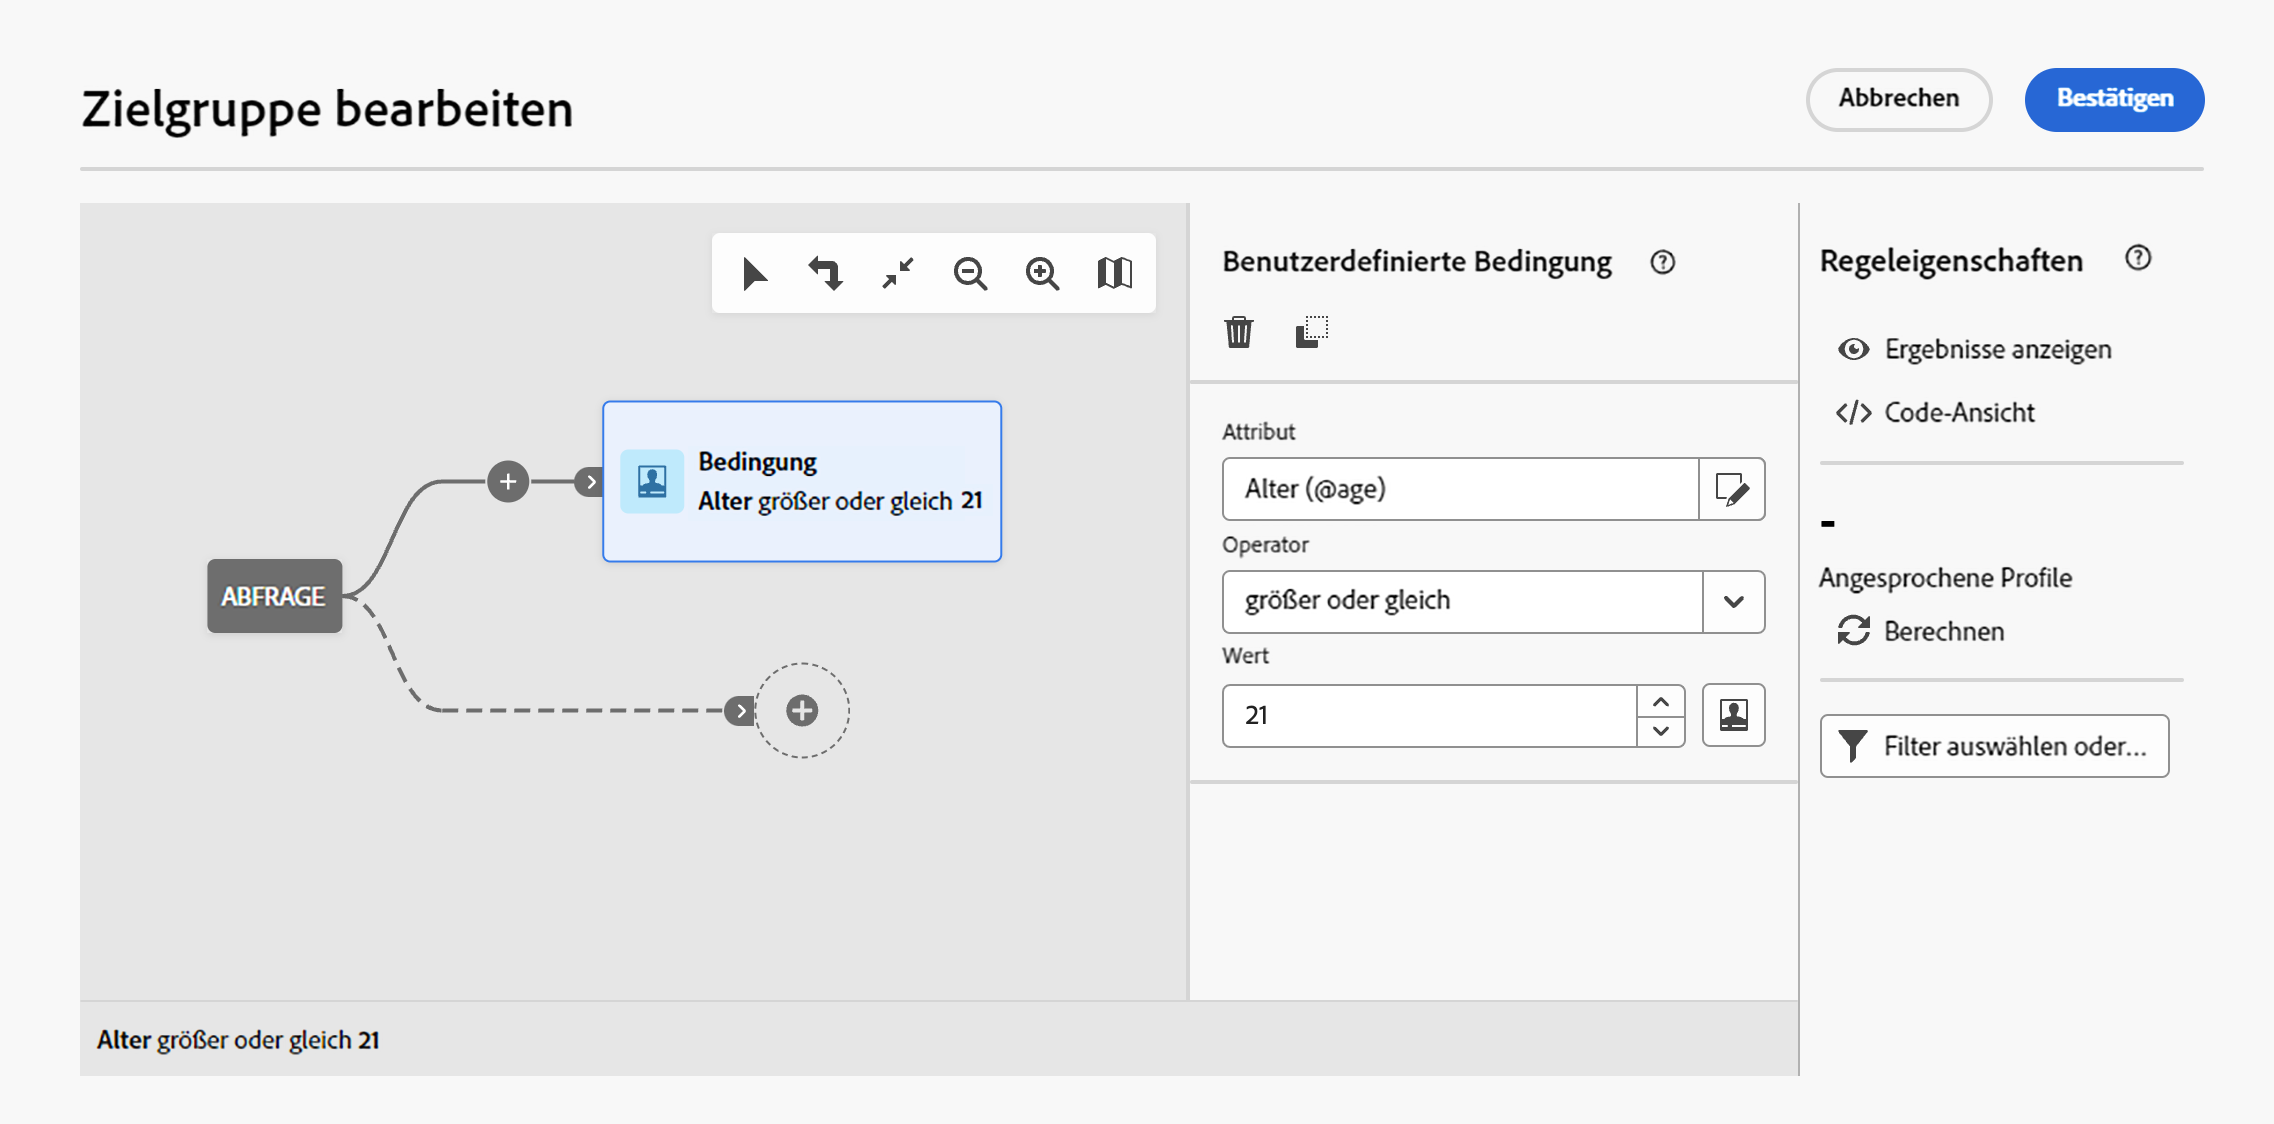 Zielgruppe bearbeiten
Abbrechen
Bestätigen
Bedingung
Alter größer oder gleich 21
ABFRAGE
Alter größer oder gleich 21
Benutzerdefinierte Bedingung
Attribut
Alter (@age)
Operator
größer oder gleich
Wert
21
Regeleigenschaften
Ergebnisse anzeigen
Code-Ansicht
-
Angesprochene Profile
Berechnen
Filter auswählen oder...